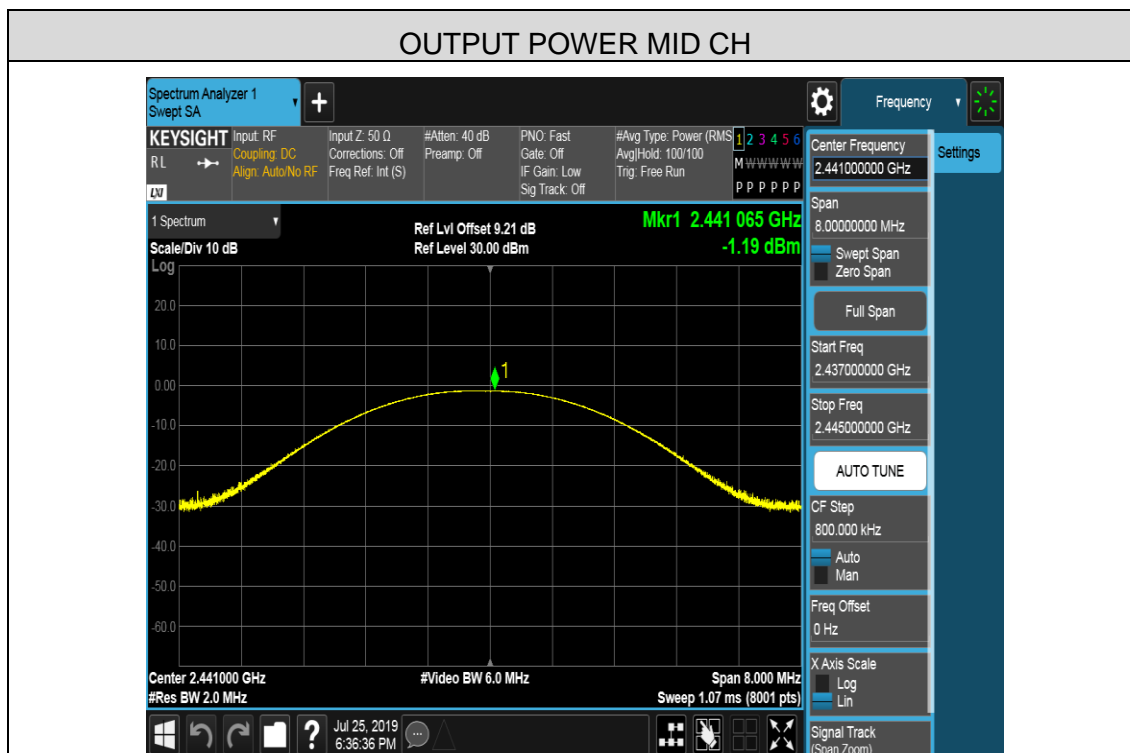 OUTPUT POWER MID CH
Spectrum Analyzer 1
Swept SA
+
Frequency
KEYSIGHT
RL
LXI
Input: RF
Coupling: DC
Align: Auto/No RF
Input Z: 50 Ω
Corrections: Off
Freq Ref: Int (S)
#Atten: 40 dB
Preamp: Off
PNO: Fast
Gate: Off
IF Gain: Low
Sig Track: Off
#Avg Type: Power (RMS
Avg|Hold: 100/100
Trig: Free Run
1 2 3 4 5 6
M W W W W W
P P P P P P
1 Spectrum
Scale/Div 10 dB
Log
Ref Lvl Offset 9.21 dB
Ref Level 30.00 dBm
Mkr1 2.441 065 GHz
-1.19 dBm
20.0
10.0
0.00
-10.0
-20.0
-30.0
-40.0
-50.0
-60.0
1
Center 2.441000 GHz
#Res BW 2.0 MHz
#Video BW 6.0 MHz
Span 8.000 MHz
Sweep 1.07 ms (8001 pts)
?
Jul 25, 2019
6:36:36 PM
Center Frequency
2.441000000 GHz
Span
8.00000000 MHz
Swept Span
Zero Span
Full Span
Start Freq
2.437000000 GHz
Stop Freq
2.445000000 GHz
AUTO TUNE
CF Step
800.000 kHz
Auto
Man
Freq Offset
0 Hz
X Axis Scale
Log
Lin
Signal Track
(Span Zoom)
Settings